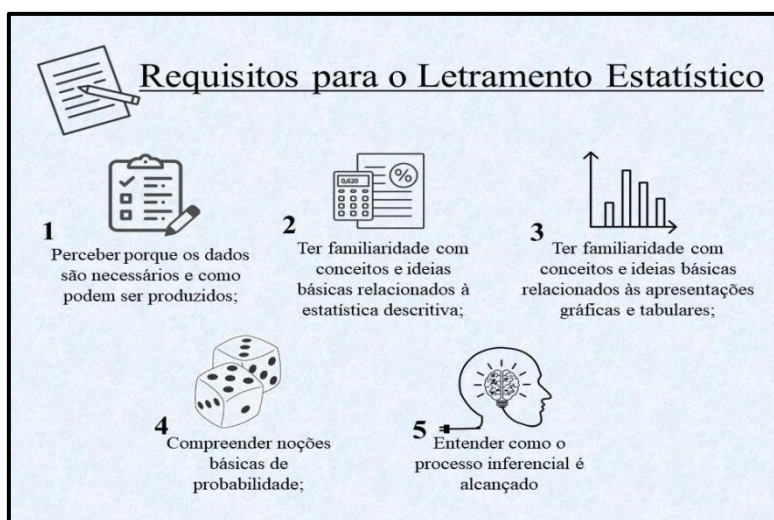 Requisitos para o Letramento Estatístico
1
Perceber porque os dados
são necessários e como
podem ser produzidos;
0,620
%
2
Ter familiaridade com
conceitos e ideias
básicas relacionados à
estatística descritiva;
3
Ter familiaridade com
conceitos e ideias básicas
relacionados às apresentações
gráficas e tabulares;
4
Compreender noções
básicas de
probabilidade;
5
Entender como o
processo inferencial é
alcançado